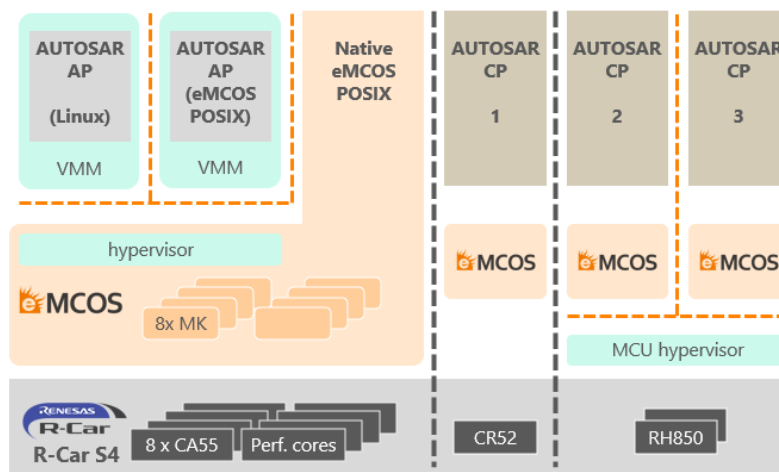 AUTOSAR
AP
(Linux)
VMM
AUTOSAR
AP
(eMCOS
POSIX)
VMM
Native
eMCOS
POSIX
AUTOSAR
CP
1
AUTOSAR
CP
2
AUTOSAR
CP
3
hypervisor
eMCOS
8x MK
eMCOS
eMCOS
eMCOS
MCU hypervisor
RENESAS
R-Car
R-Car S4
8 x CA55
Perf. cores
CR52
RH850